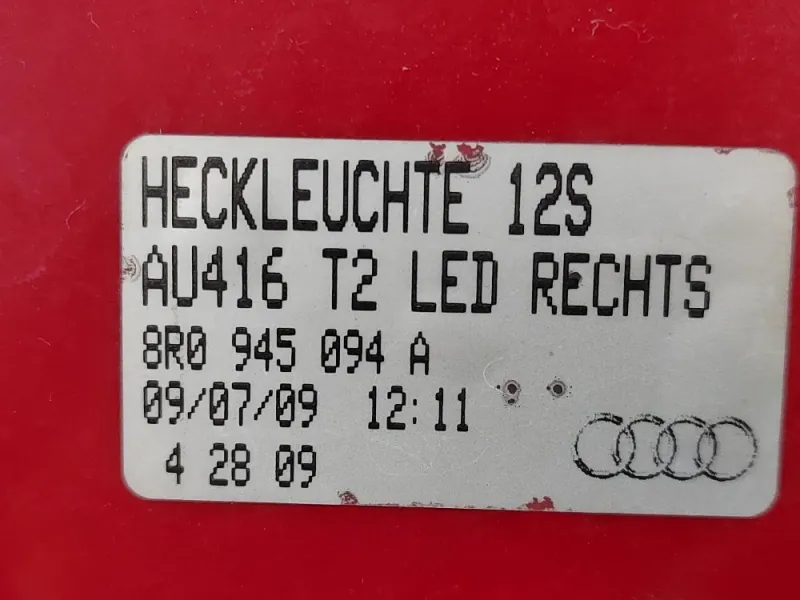 HECKLEUCHTE 12S
AU416 T2 LED RECHTS
8R0 945 094 A
09/07/09 12:11
4 28 09